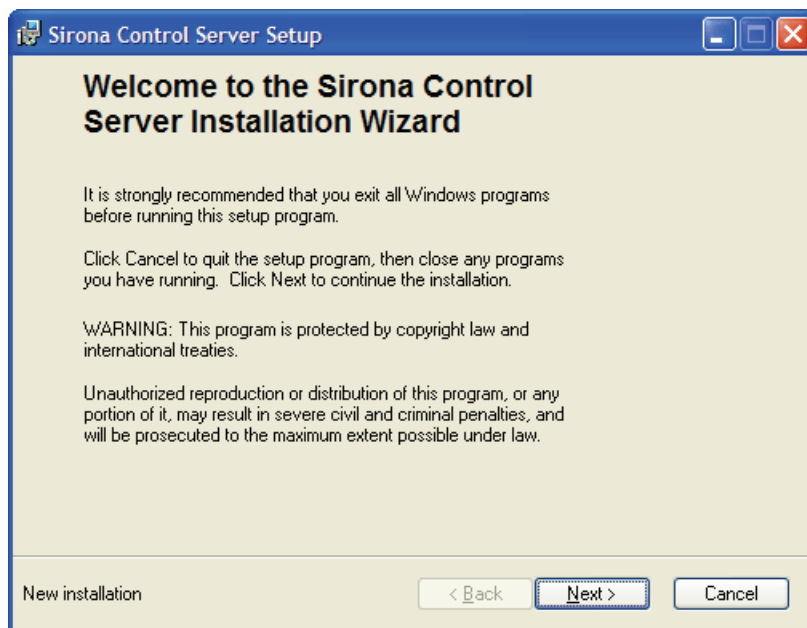 Sirona Control Server Setup
Welcome to the Sirona Control
Server Installation Wizard
It is strongly recommended that you exit all Windows programs
before running this setup program.
Click Cancel to quit the setup program, then close any programs
you have running.  Click Next to continue the installation.
WARNING: This program is protected by copyright law and
international treaties.
Unauthorized reproduction or distribution of this program, or any
portion of it, may result in severe civil and criminal penalties, and
will be prosecuted to the maximum extent possible under law.
New installation
< Back
Next >
Cancel